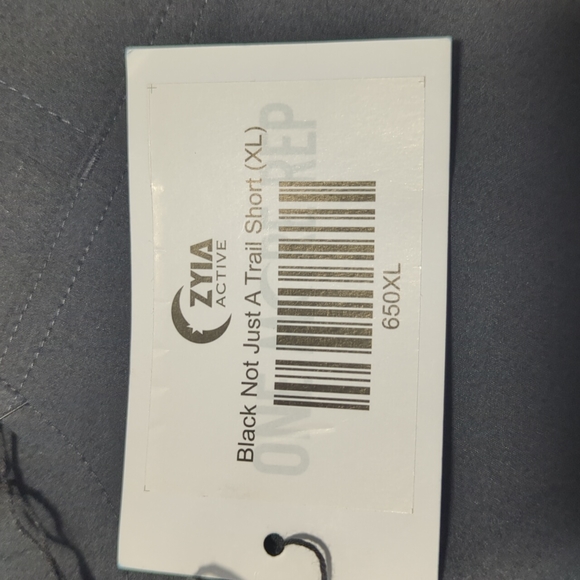 ZYIA
ACTIVE
Black Not Just A Trail Short (XL)
650XL